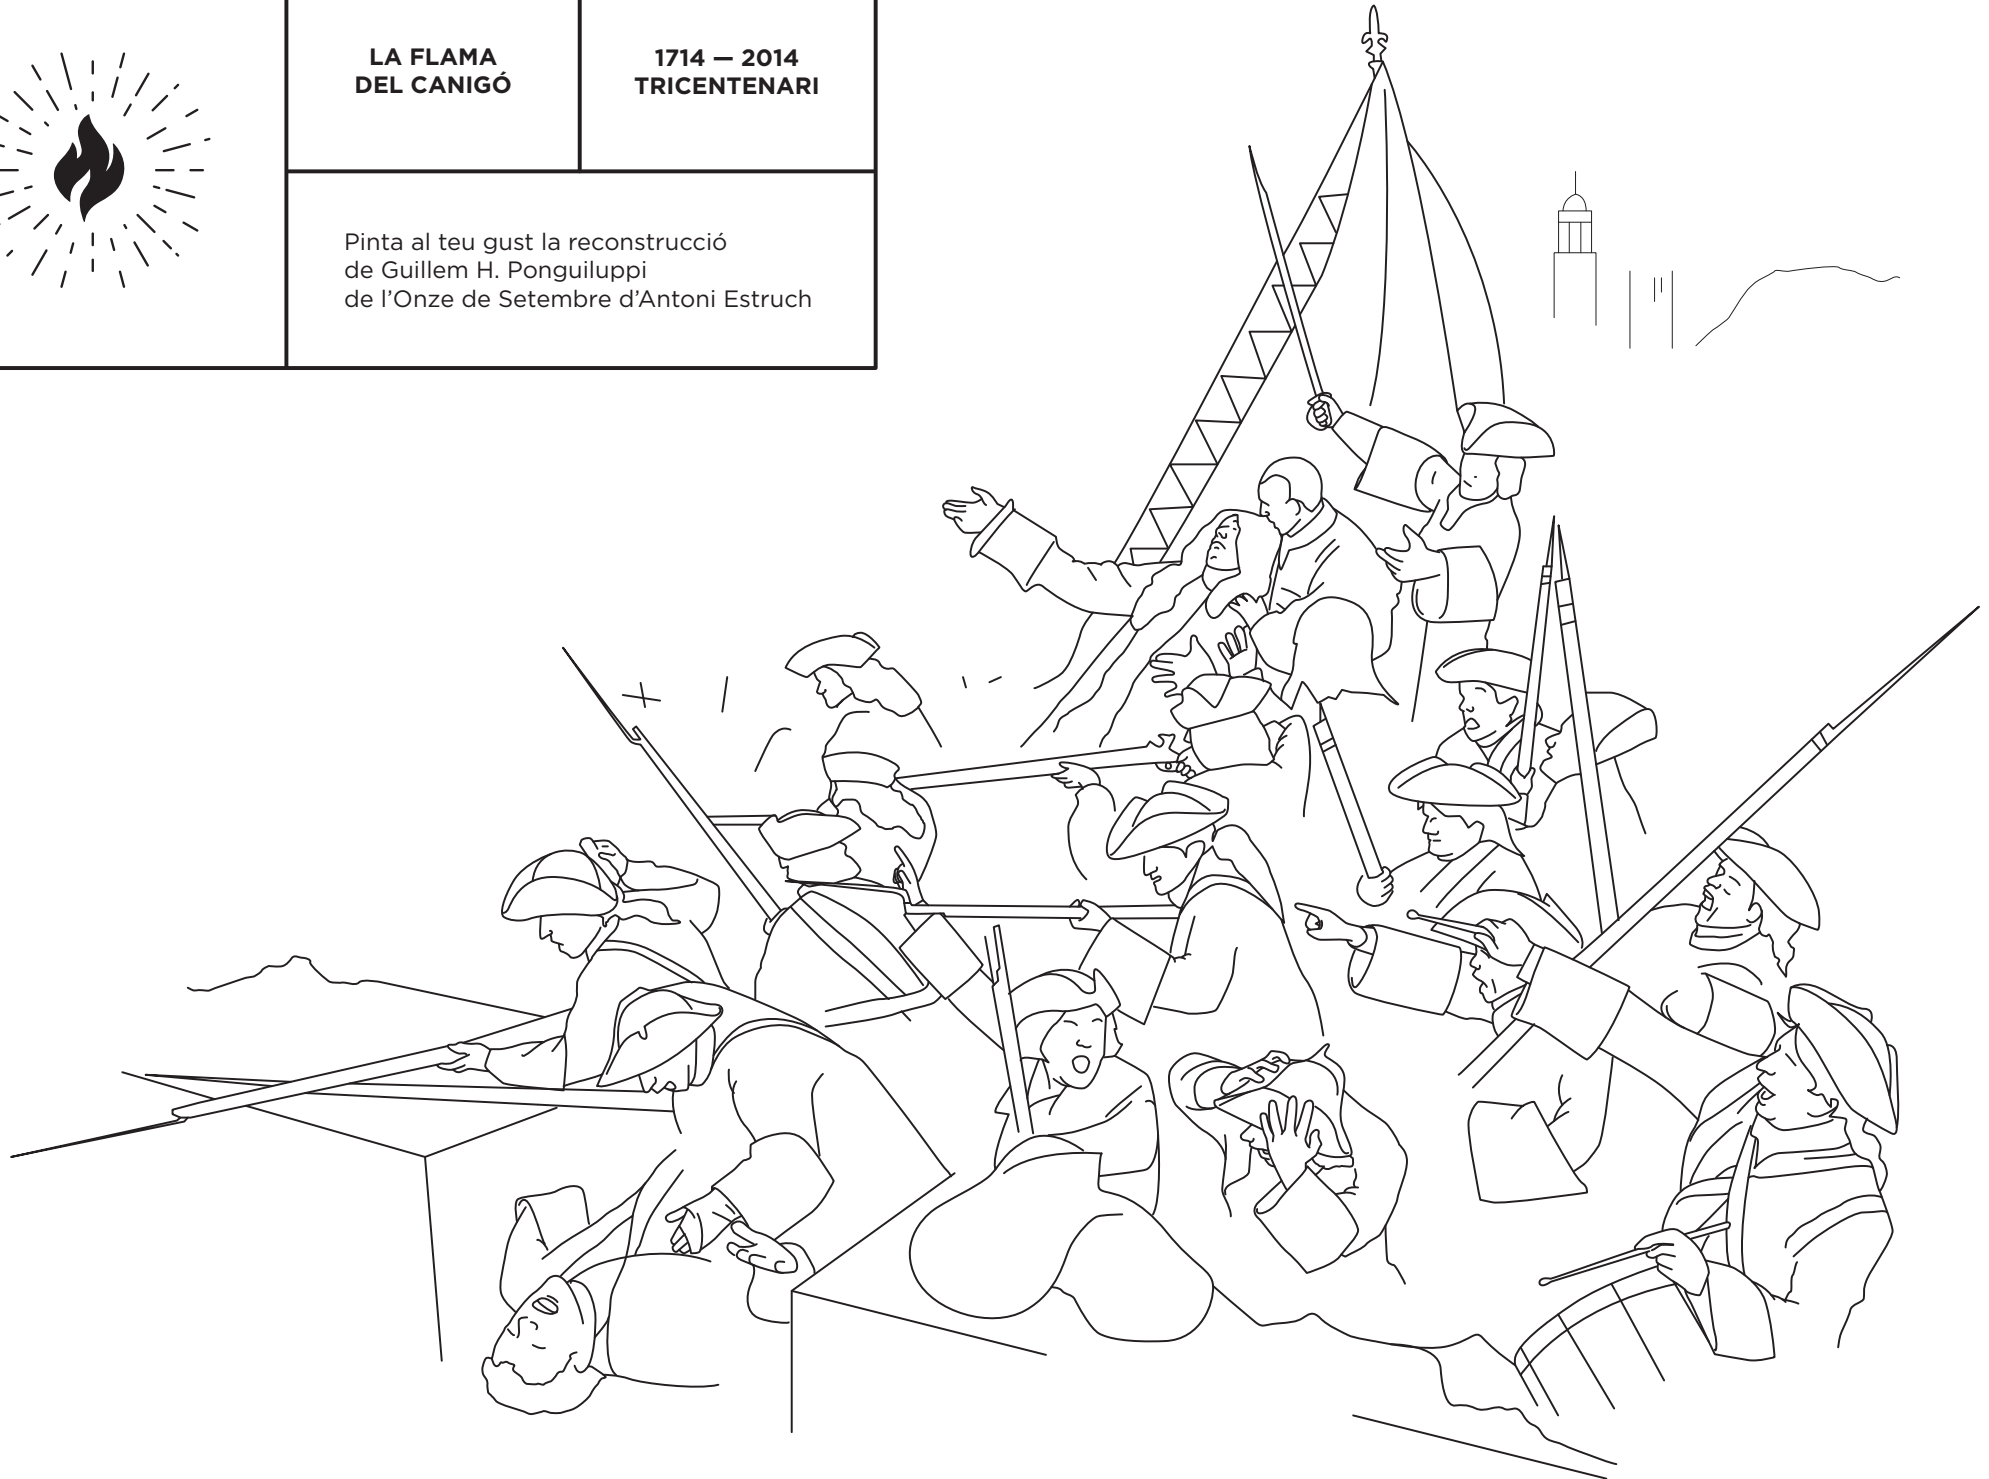 LA FLAMA
DEL CANIGÓ
1714 — 2014
TRICENTENARI
Pinta al teu gust la reconstrucció
de Guillem H. Ponguiluppi
de l’Onze de Setembre d’Antoni Estruch